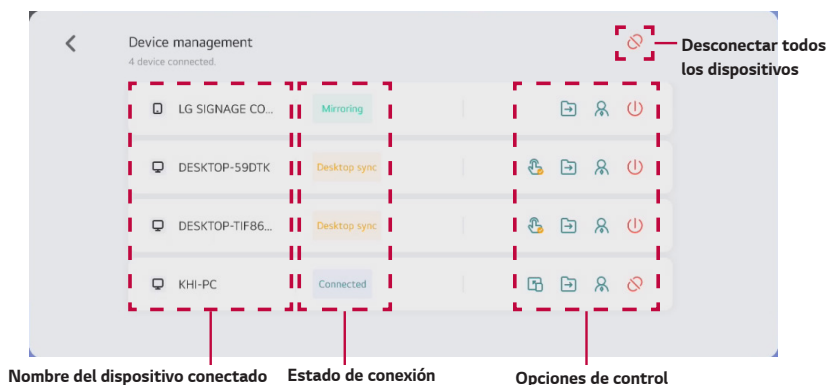 Device management
4 device connected.
Desconectar todos
los dispositivos
LG SIGNAGE CO... Mirroring
DESKTOP-59DTK Desktop sync
DESKTOP-TIF86... Desktop sync
KHI-PC Connected
Nombre del dispositivo conectado Estado de conexión Opciones de control